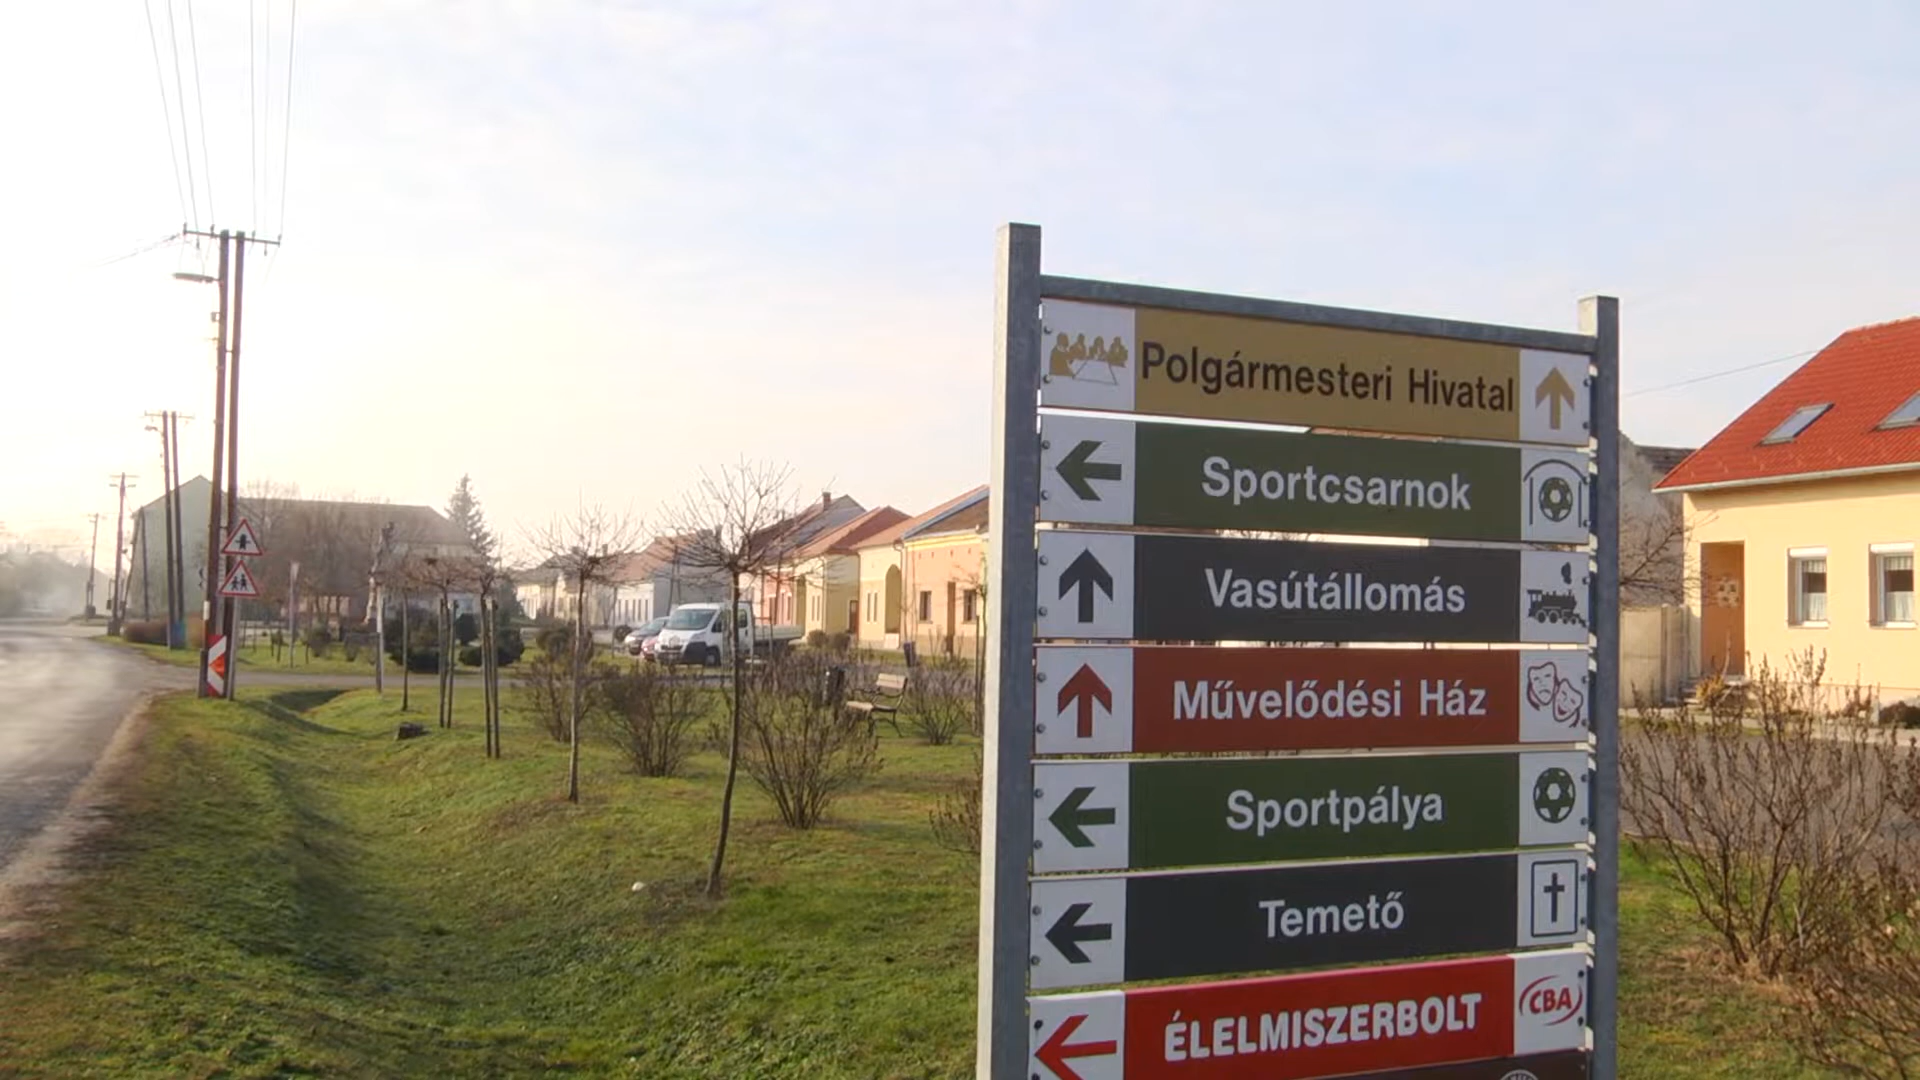 Polgármesteri Hivatal
Sportcsarnok
Vasútállomás
Művelődési Ház
Sportpálya
Temető
ÉLELMISZERBOLT CBA